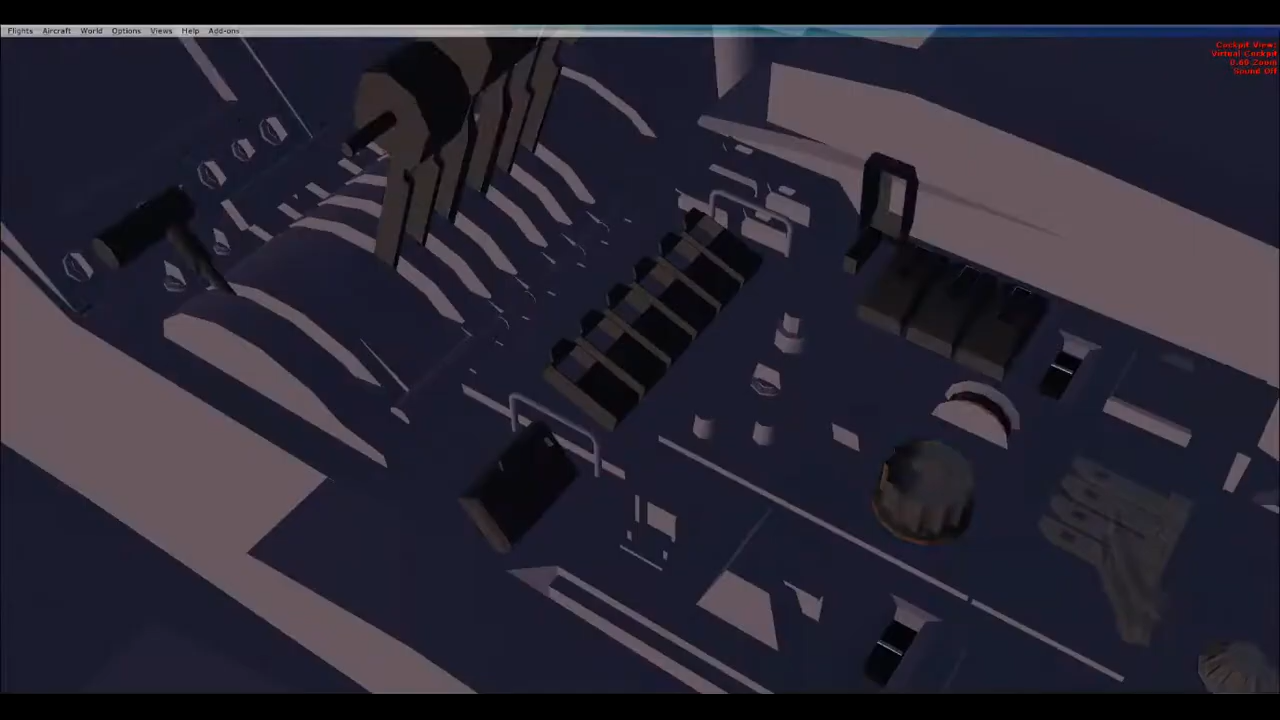 Flights Aircraft World Options Views Help Add-ons
Cockpit View:
Virtual Cockpit
0.60 Zoom
Sound Off